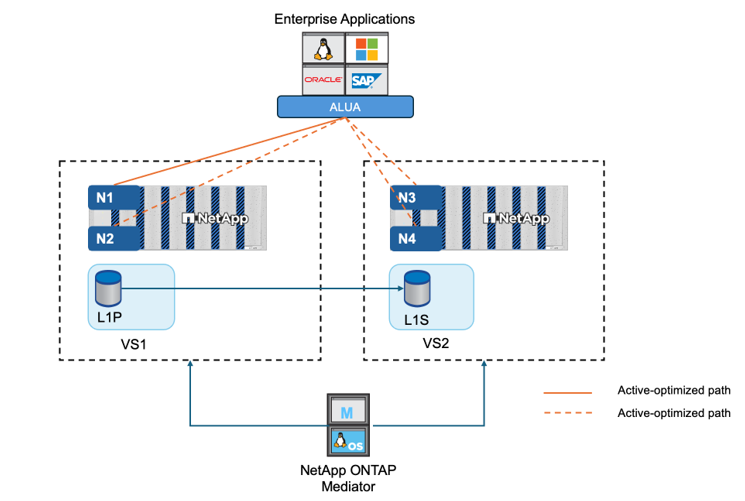 Enterprise Applications
ORACLE
SAP
ALUA
N1
N2
NetApp
N3
N4
NetApp
L1P
VS1
L1S
VS2
M
OS
NetApp ONTAP
Mediator
Active-optimized path
Active-optimized path